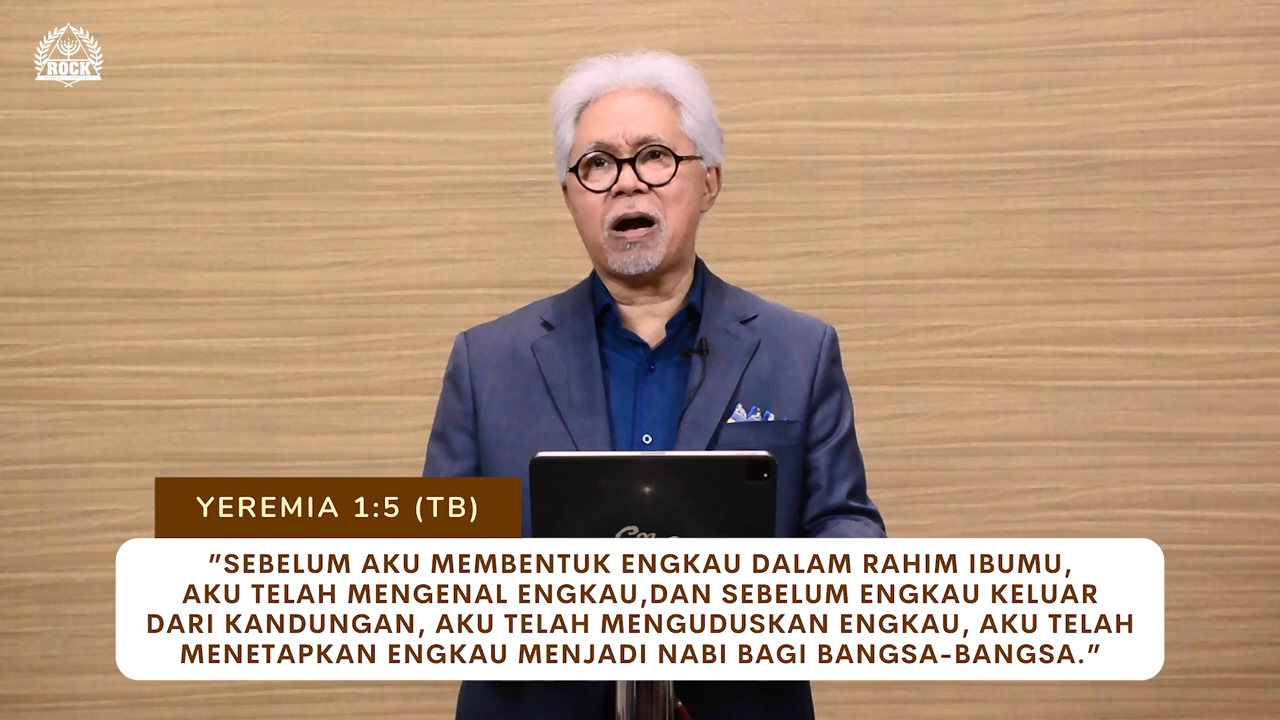 ROCK
YEREMIA 1:5 (TB)
"SEBELUM AKU MEMBENTUK ENGKAU DALAM RAHIM IBUMU,
AKU TELAH MENGENAL ENGKAU,DAN SEBELUM ENGKAU KELUAR
DARI KANDUNGAN, AKU TELAH MENGUDUSKAN ENGKAU, AKU TELAH
MENETAPKAN ENGKAU MENJADI NABI BAGI BANGSA-BANGSA."